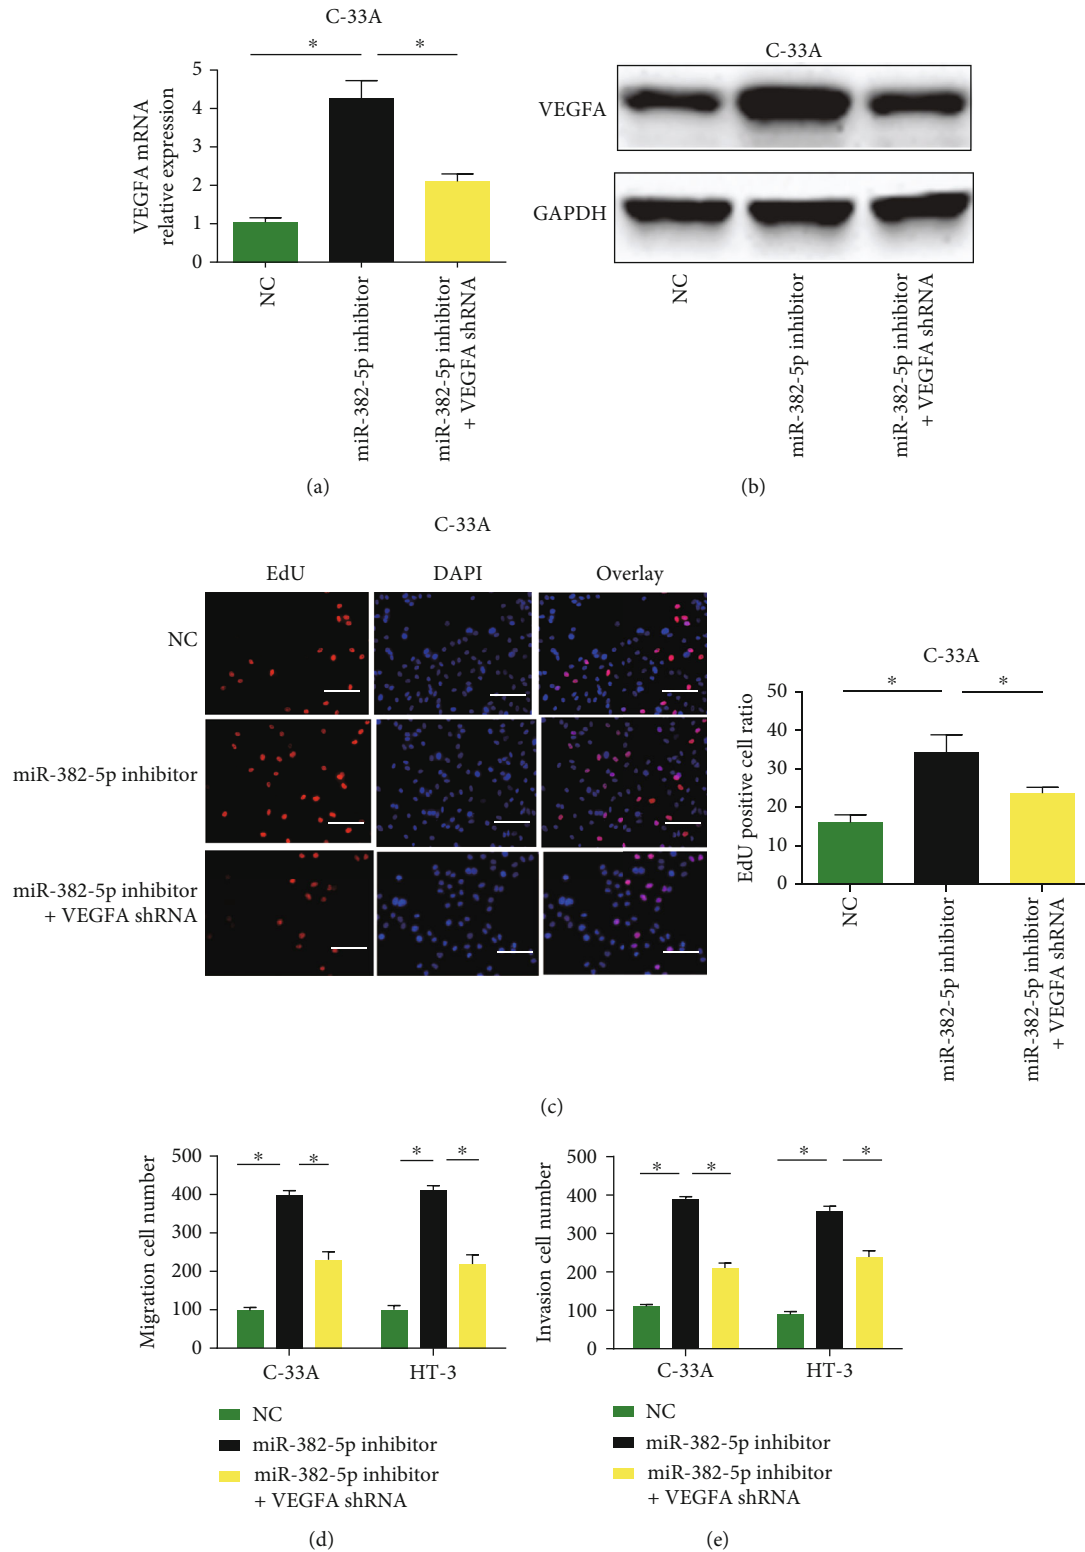 C-33A
*
*
5
4
3
2
1
0
VEGFA mRNA
relative expression
NC
miR-382-5p inhibitor
miR-382-5p inhibitor
+ VEGFA shRNA
(a)
C-33A
VEGFA
GAPDH
NC
miR-382-5p inhibitor
miR-382-5p inhibitor
+ VEGFA shRNA
(b)
C-33A
EdU
DAPI
Overlay
NC
miR-382-5p inhibitor
miR-382-5p inhibitor
+ VEGFA shRNA
C-33A
*
*
50
40
30
20
10
0
EdU positive cell ratio
NC
miR-382-5p inhibitor
miR-382-5p inhibitor
+ VEGFA shRNA
(c)
*
*
*
*
500
400
300
200
100
0
Migration cell number
C-33A
HT-3
NC
miR-382-5p inhibitor
miR-382-5p inhibitor
+ VEGFA shRNA
(d)
*
*
*
*
500
400
300
200
100
0
Invasion cell number
C-33A
HT-3
NC
miR-382-5p inhibitor
miR-382-5p inhibitor
+ VEGFA shRNA
(e)